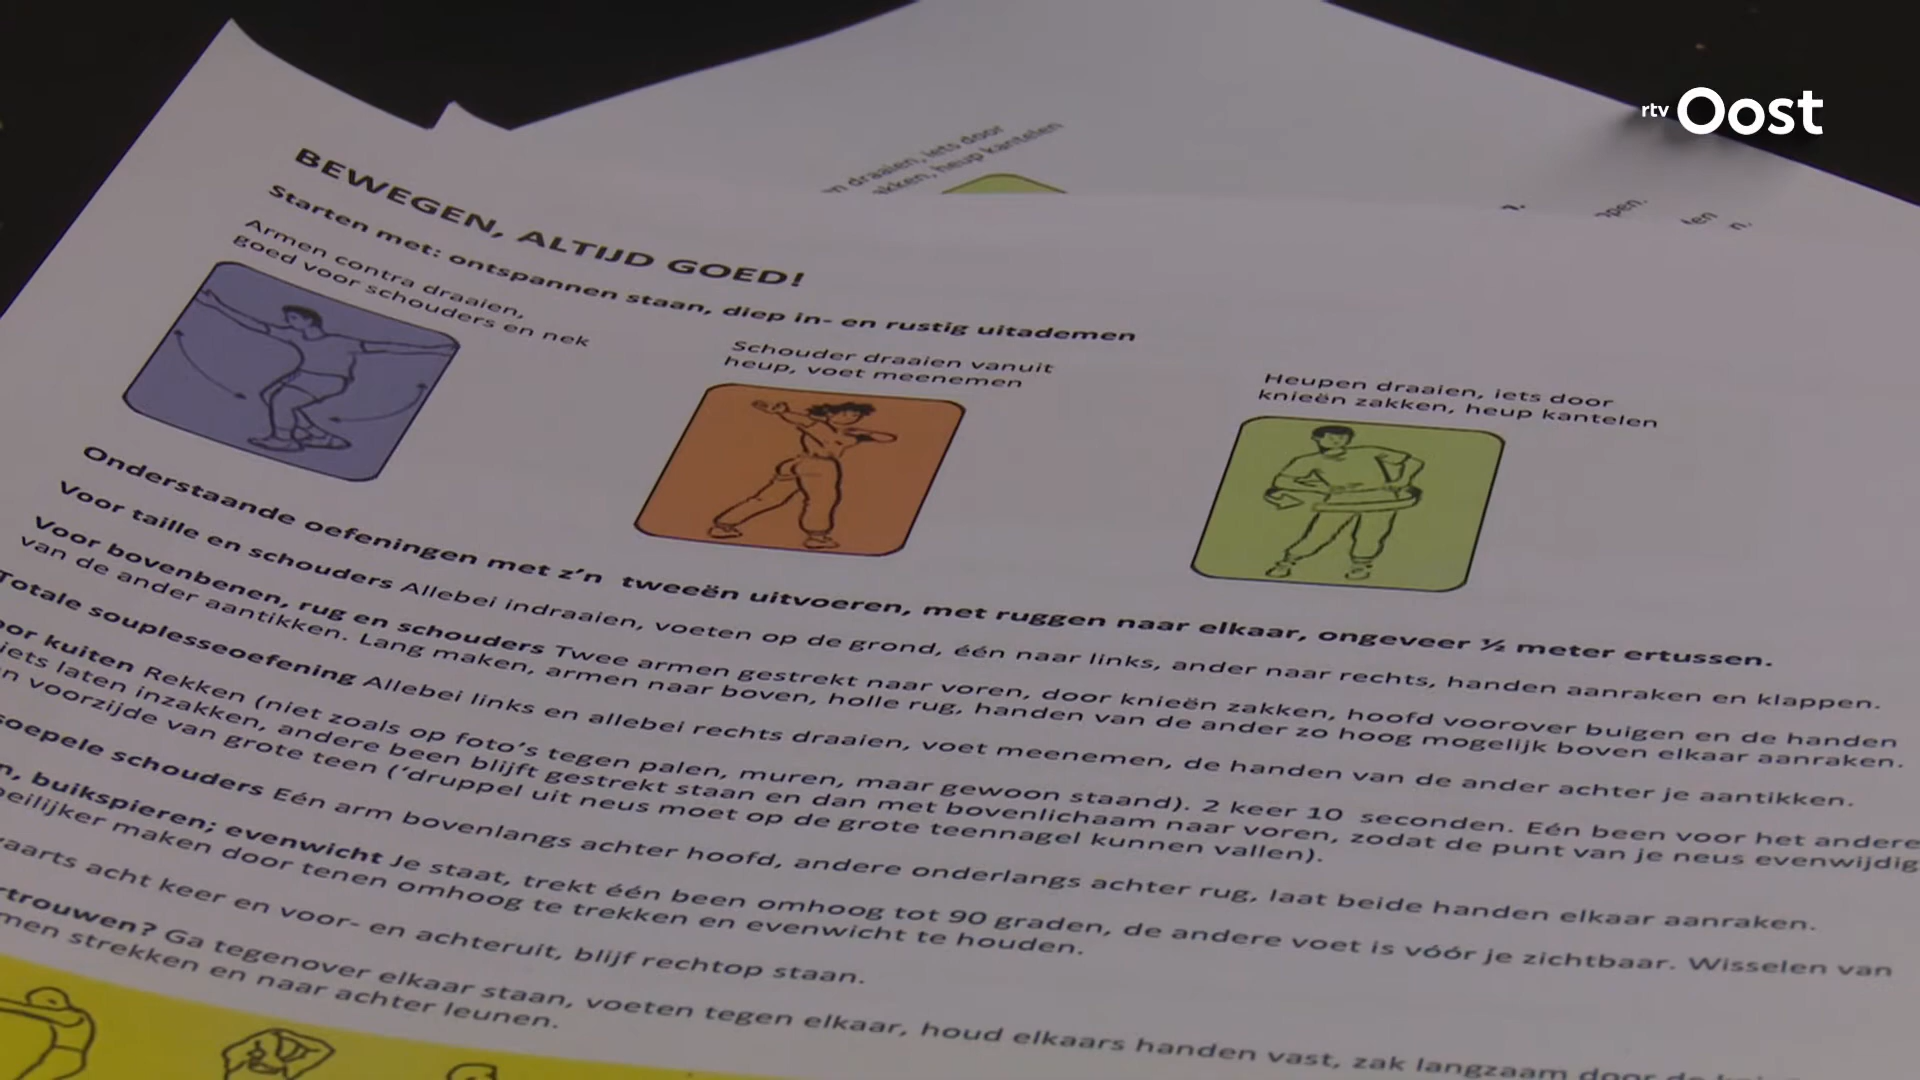 rtv Oost
draaien, iets door
heup kantelen
BEWEGEN, ALTIJD GOED!
Starten met: ontspannen staan, diep in- en rustig uitademen
Armen contra draaien,
goed voor schouders en nek
Schouder draaien vanuit
heup, voet meenemen
Heupen draaien, iets door
knieën zakken, heup kantelen
Onderstaande oefeningen met z’n tweeën uitvoeren, met ruggen naar elkaar, ongeveer ½ meter ertussen.
Voor taille en schouders Allebei indraaien, voeten op de grond, één naar links, ander naar rechts, handen aanraken en klappen.
Voor bovenbenen, rug en schouders Twee armen gestrekt naar voren, door knieën zakken, hoofd voorover buigen en de handen
van de ander aantikken. Lang maken, armen naar boven, holle rug, handen van de ander zo hoog mogelijk boven elkaar aanraken.
Totale souplesseoefening Allebei links en allebei rechts draaien, voet meenemen, de handen van de ander achter je aantikken.
kuiten Rekken (niet zoals op foto’s tegen palen, muren, maar gewoon staand). 2 keer 10 seconden. Eén been voor het andere
iets laten inzakken, andere been blijft gestrekt staan en dan met bovenlichaam naar voren, zodat de punt van je neus evenwijdig
voorzijde van grote teen (‘druppel uit neus moet op de grote teennagel kunnen vallen).
soepele schouders Eén arm bovenlangs achter hoofd, andere onderlangs achter rug, laat beide handen elkaar aanraken.
buikspieren; evenwicht Je staat, trekt één been omhoog tot 90 graden, de andere voet is vóór je zichtbaar. Wisselen van
maken door tenen omhoog te trekken en evenwicht te houden.
acht keer en voor- en achteruit, blijf rechtop staan.
Ga tegenover elkaar staan, voeten tegen elkaar, houd elkaars handen vast, zak langzaam door de
strekken en naar achter leunen.